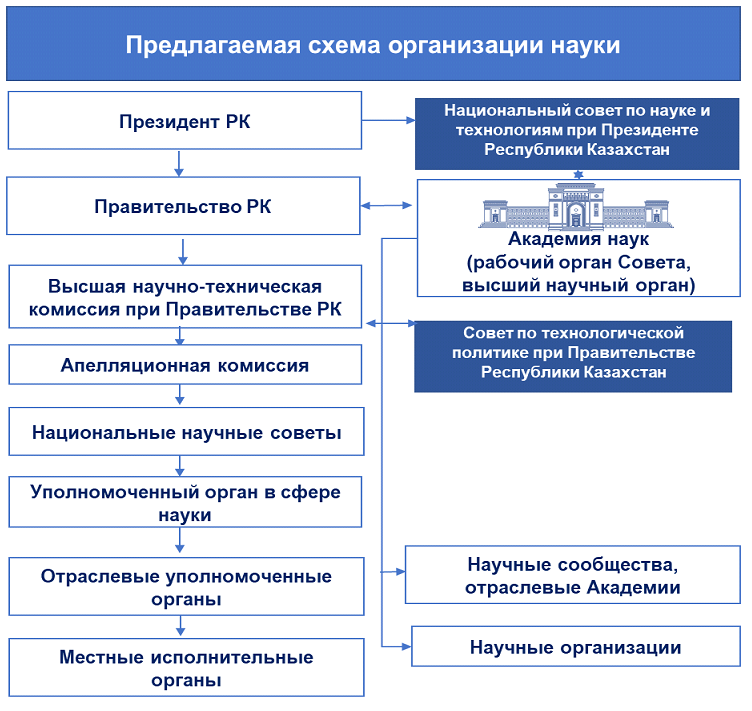 Предлагаемая схема организации науки
Президент РК
Национальный совет по науке и
технологиям при Президенте
Республики Казахстан
Правительство РК
Академия наук
(рабочий орган Совета,
высший научный орган)
Высшая научно-техническая
комиссия при Правительстве РК
Совет по технологической
политике при Правительстве
Республики Казахстан
Апелляционная комиссия
Национальные научные советы
Уполномоченный орган в сфере
науки
Отраслевые уполномоченные
органы
Научные сообщества,
отраслевые Академии
Местные исполнительные
органы
Научные организации